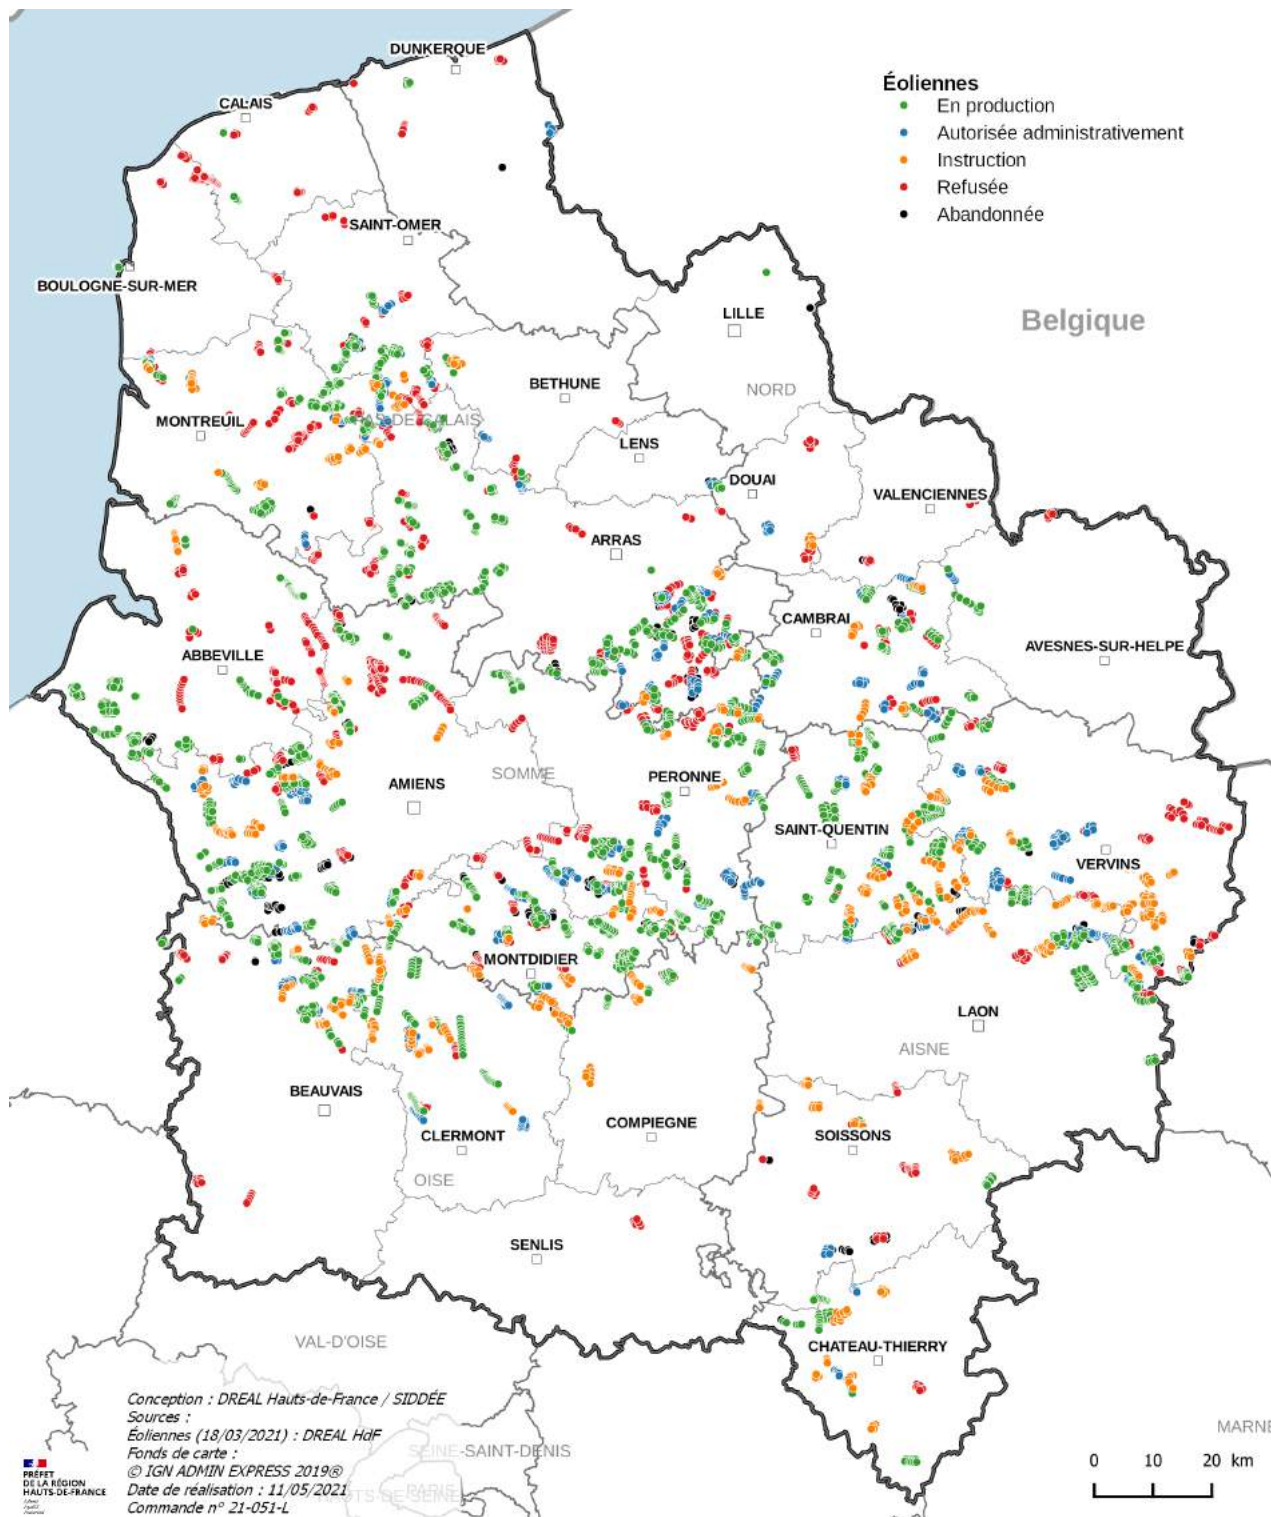 DUNKERQUE
CALAIS
Éoliennes
En production
Autorisée administrativement
Instruction
Refusée
Abandonnée
SAINT-OMER
BOULOGNE-SUR-MER
LILLE
Belgique
BETHUNE
NORD
MONTREUIL
PAS-DE-CALAIS
LENS
DOUAI
VALENCIENNES
ARRAS
CAMBRAI
AVESNES-SUR-HELPE
ABBEVILLE
AMIENS
SOMME
PERONNE
SAINT-QUENTIN
VERVINS
MONTDIDIER
LAON
AISNE
BEAUVAIS
COMPIEGNE
CLERMONT
SOISSONS
OISE
SENLIS
VAL-D'OISE
CHATEAU-THIERRY
MARNE
SEINE-SAINT-DENIS
PARIS
HAUTS-DE-SEINE
Conception : DREAL Hauts-de-France / SIDDÉE
Sources :
Éoliennes (18/03/2021) : DREAL HdF
Fonds de carte :
© IGN ADMIN EXPRESS 2019®
Date de réalisation : 11/05/2021
Commande n° 21-051-L
PRÉFET
DE LA RÉGION
HAUTS-DE-FRANCE
0 10 20 km